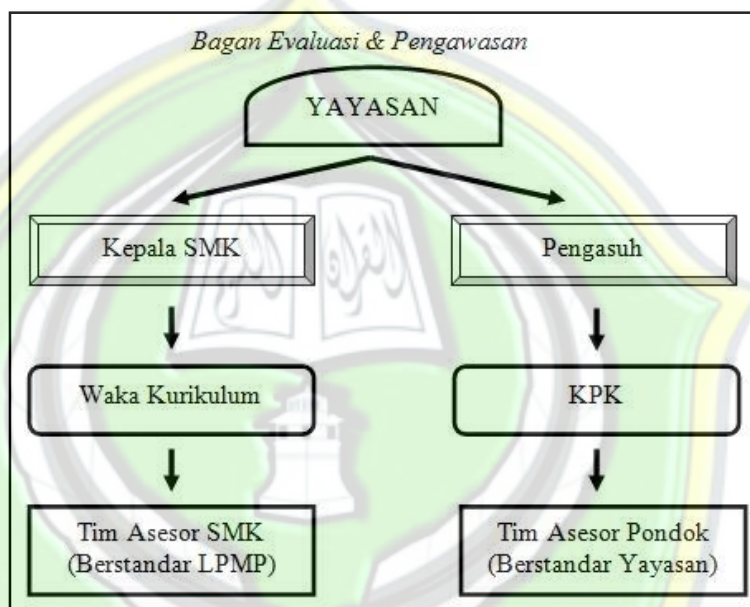 Bagan Evaluasi & Pengawasan
YAYASAN
Kepala SMK
Pengasuh
Waka Kurikulum
KPK
Tim Asesor SMK
(Berstandar LPMP)
Tim Asesor Pondok
(Berstandar Yayasan)